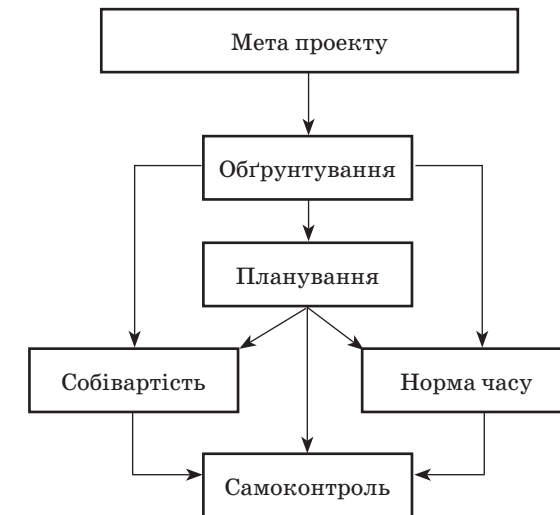 Мета проекту
Обґрунтування
Планування
Собівартість
Норма часу
Самоконтроль